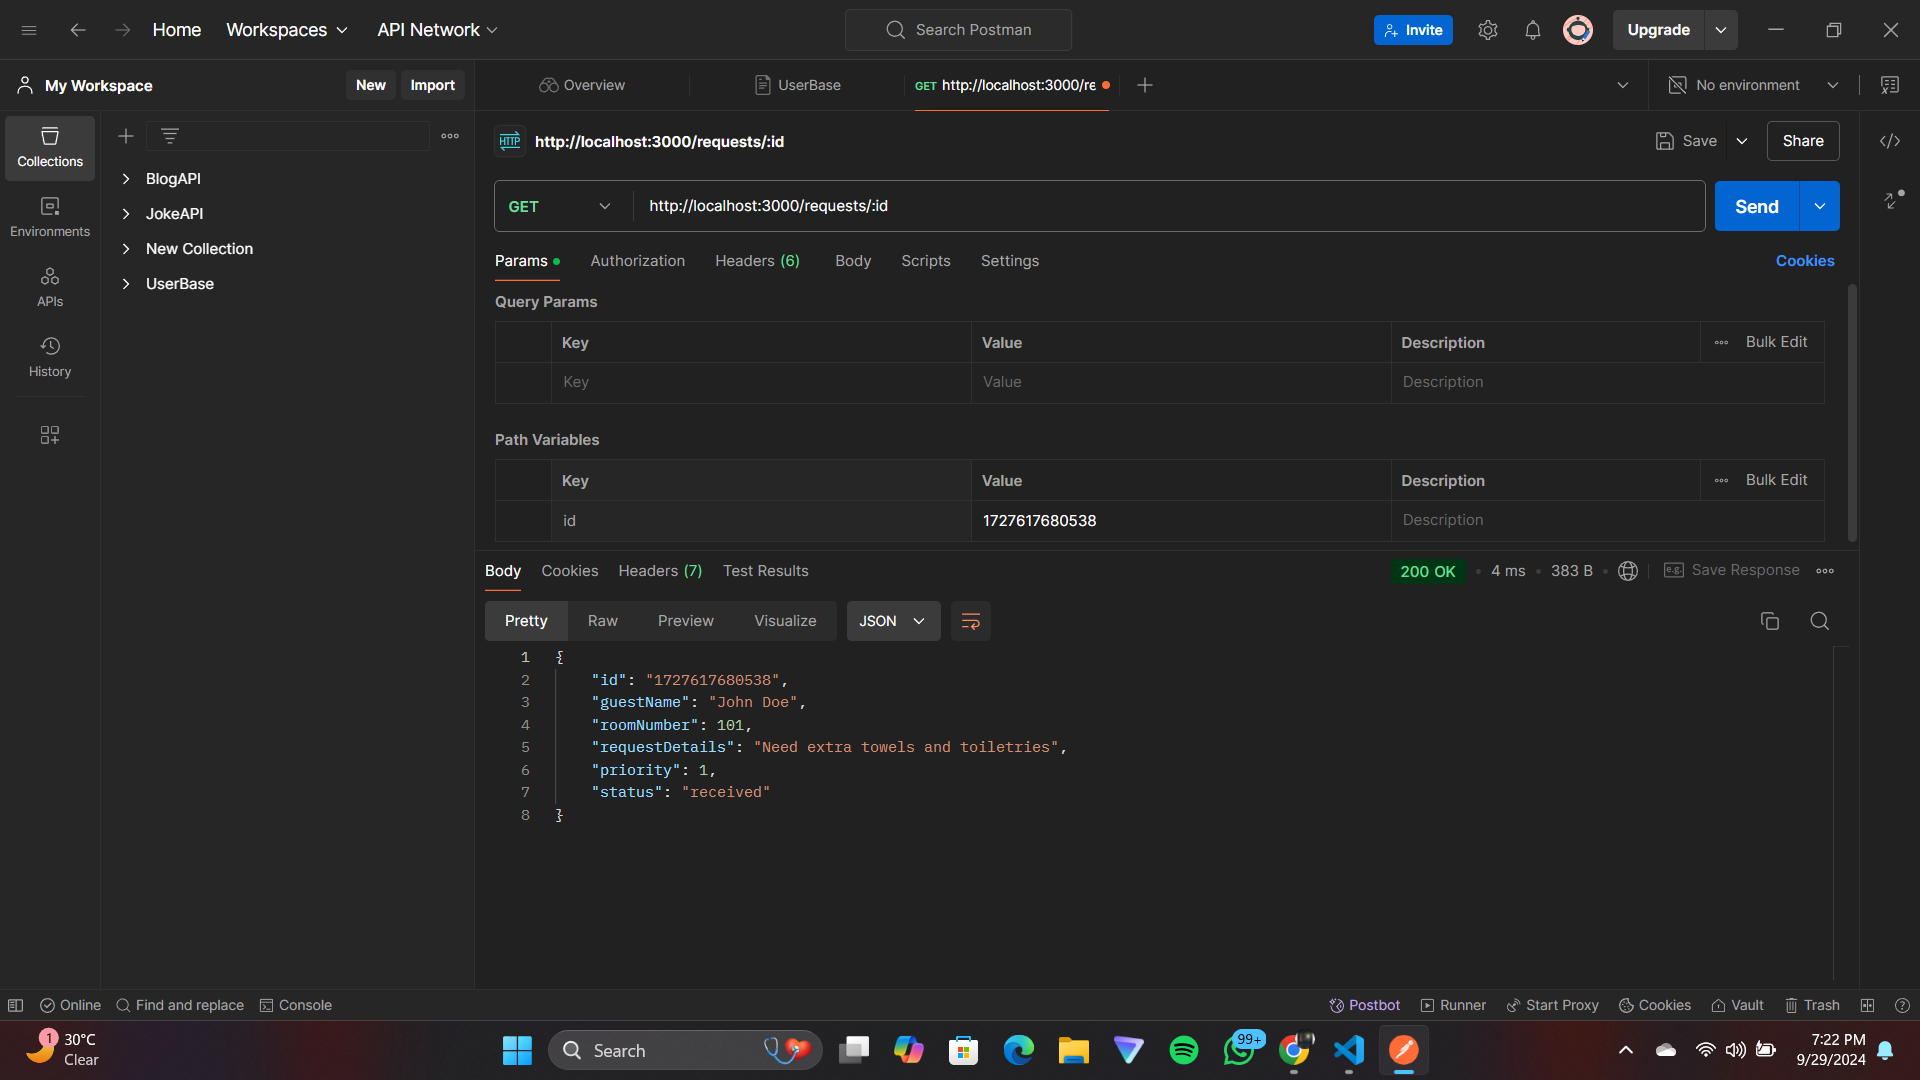 Home Workspaces API Network Search Postman Invite Upgrade
My Workspace New Import Overview UserBase GET http://localhost:3000/re No environment
Collections
Environments
APIs
History
BlogAPI
JokeAPI
New Collection
UserBase
HTTP http://localhost:3000/requests/:id Save Share
GET http://localhost:3000/requests/:id Send
Params Authorization Headers (6) Body Scripts Settings Cookies
Query Params
Key Value Description Bulk Edit
Key Value Description
Path Variables
Key Value Description Bulk Edit
id 1727617680538 Description
Body Cookies Headers (7) Test Results 200 OK 4 ms 383 B e.g. Save Response
Pretty Raw Preview Visualize JSON
1 {
2 "id": "1727617680538",
3 "guestName": "John Doe",
4 "roomNumber": 101,
5 "requestDetails": "Need extra towels and toiletries",
6 "priority": 1,
7 "status": "received"
8 }
Online Find and replace Console Postbot Runner Start Proxy Cookies Vault Trash
1 30°C
Clear
Search
99+
7:22 PM
9/29/2024